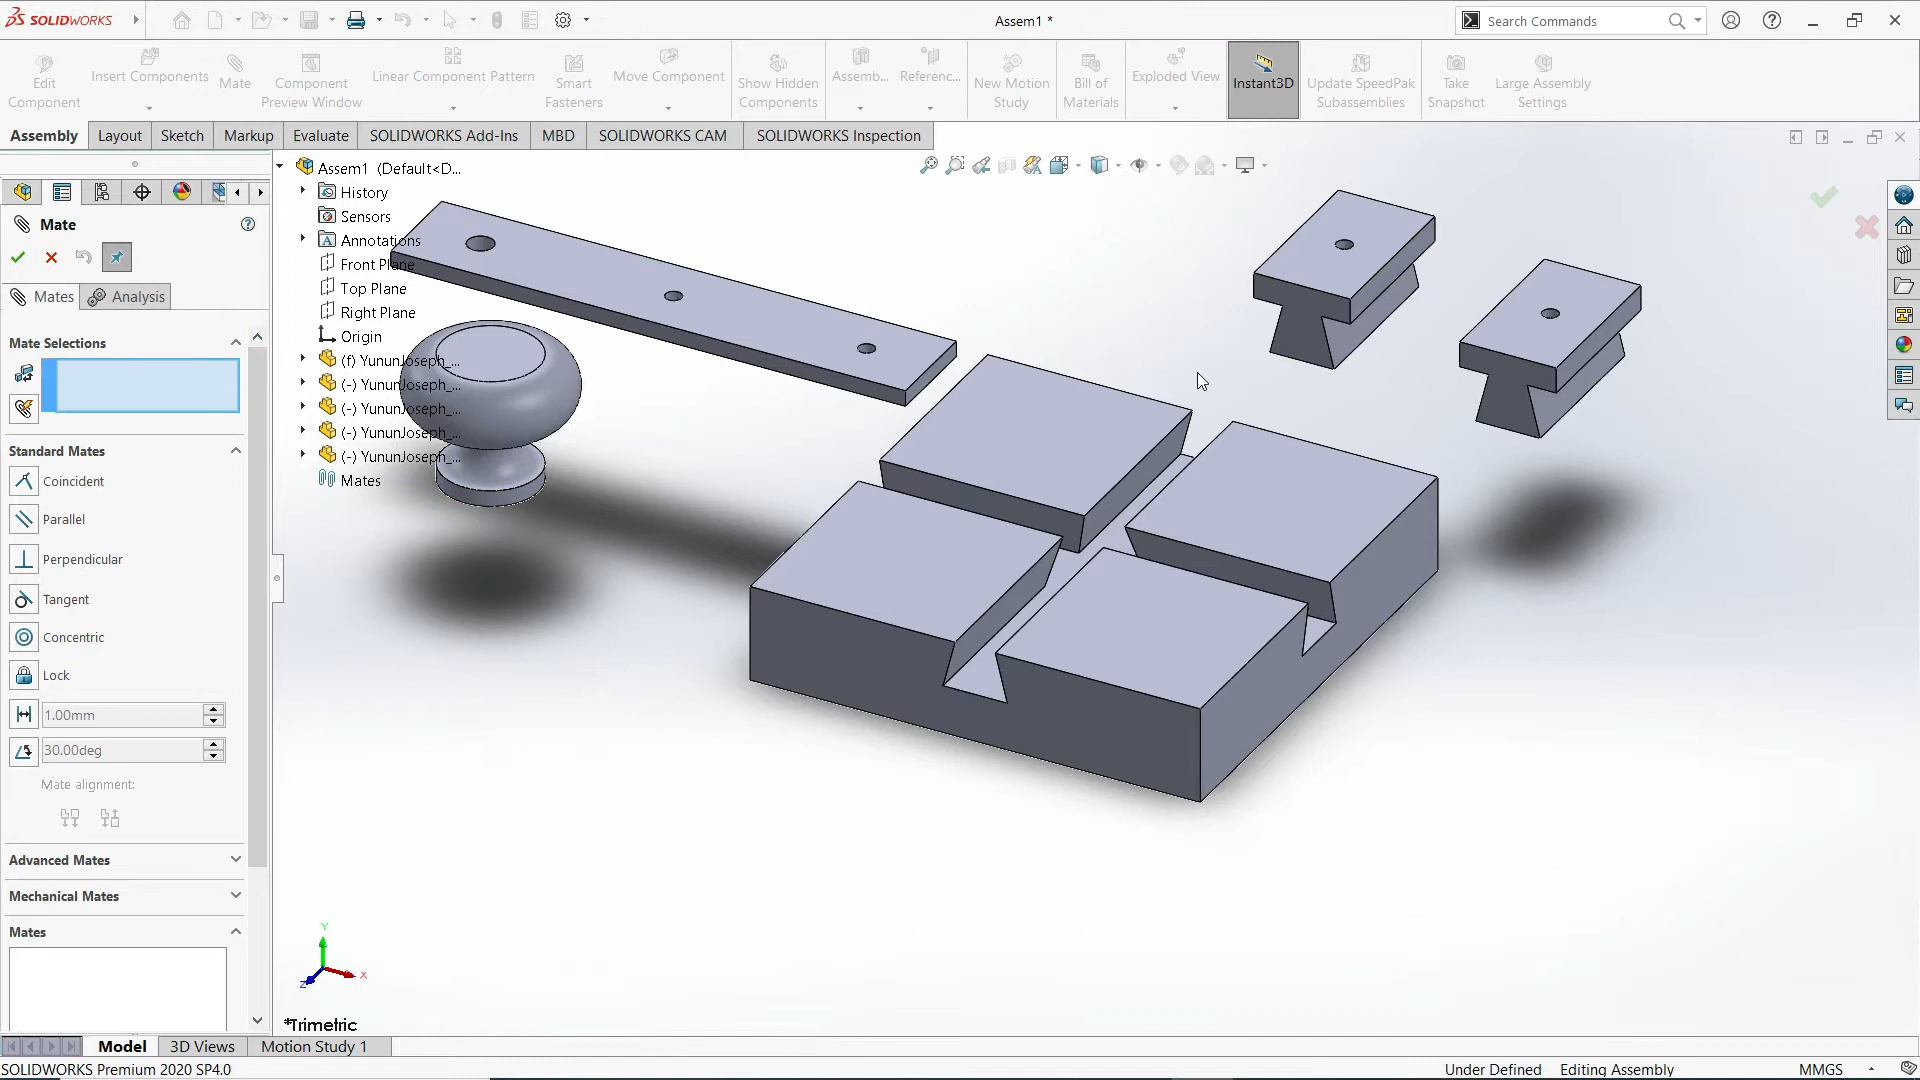 SOLIDWORKS
Assem1 *
Search Commands
Edit Component
Insert Components
Mate
Component Preview Window
Linear Component Pattern
Smart Fasteners
Move Component
Show Hidden Components
Assemb...
Referenc...
New Motion Study
Bill of Materials
Exploded View
Instant3D
Update SpeedPak Subassemblies
Take Snapshot
Large Assembly Settings
Assembly
Layout
Sketch
Markup
Evaluate
SOLIDWORKS Add-Ins
MBD
SOLIDWORKS CAM
SOLIDWORKS Inspection
Mate
Mates
Analysis
Mate Selections
Standard Mates
Coincident
Parallel
Perpendicular
Tangent
Concentric
Lock
1.00mm
30.00deg
Mate alignment:
Advanced Mates
Mechanical Mates
Mates
Assem1 (Default<D...
History
Sensors
Annotations
Front Plane
Top Plane
Right Plane
Origin
(f) YununJoseph_...
(-) YununJoseph_...
(-) YununJoseph_...
(-) YununJoseph_...
(-) YununJoseph_...
Mates
Y
X
Z
*Trimetric
Model
3D Views
Motion Study 1
SOLIDWORKS Premium 2020 SP4.0
Under Defined
Editing Assembly
MMGS